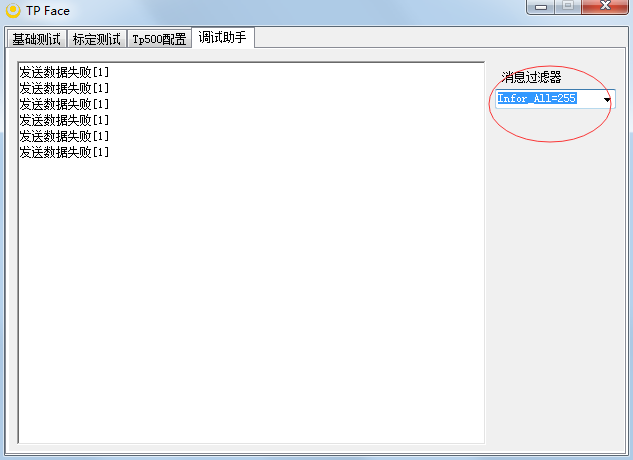 TP Face
基础测试 标定测试 Tp500配置 调试助手
发送数据失败[1]
发送数据失败[1]
发送数据失败[1]
发送数据失败[1]
发送数据失败[1]
发送数据失败[1]
消息过滤器
Infor_All=255